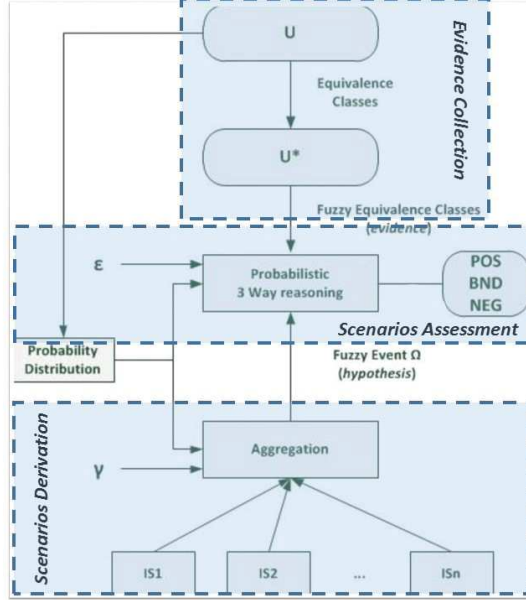 U
Evidence Collection
Equivalence
Classes
U*
Fuzzy Equivalence Classes
(evidence)
ε
Probabilistic
3 Way reasoning
POS
BND
NEG
Scenarios Assessment
Probability
Distribution
Fuzzy Event Ω
(hypothesis)
Scenarios Derivation
Aggregation
γ
IS1
IS2
...
ISn